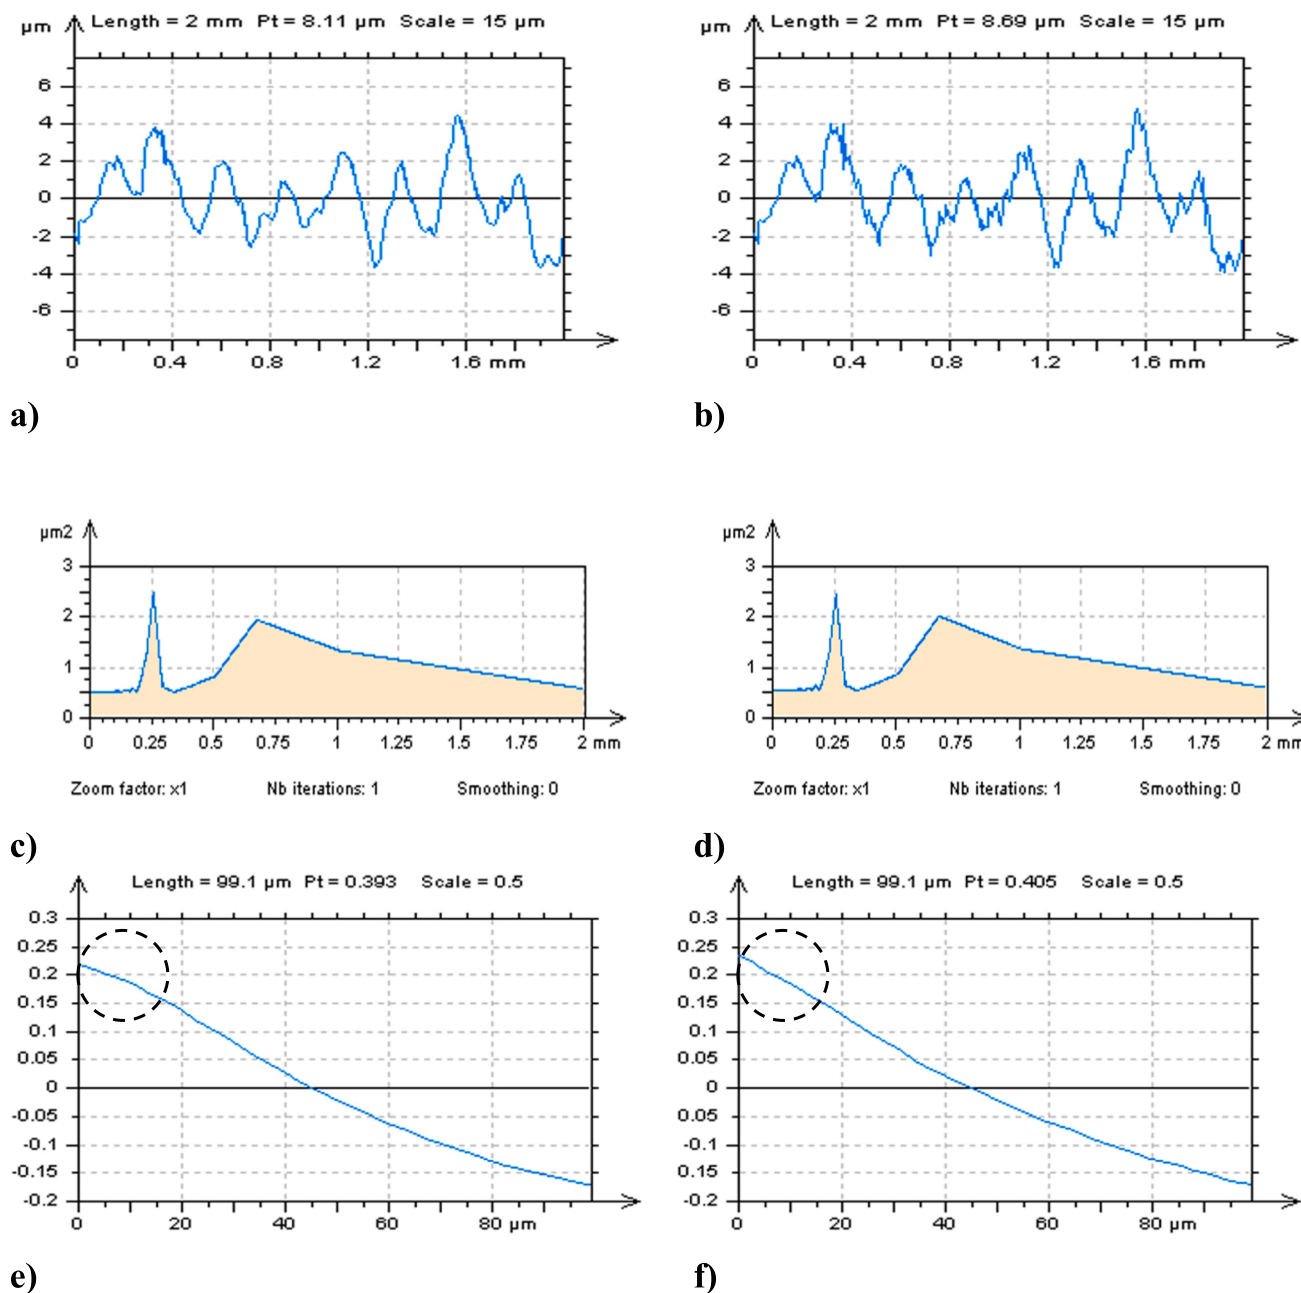 μm Length = 2 mm Pt = 8.11 μm Scale = 15 μm
6
4
2
0
-2
-4
-6
0 0.4 0.8 1.2 1.6 mm
a)
μm Length = 2 mm Pt = 8.69 μm Scale = 15 μm
6
4
2
0
-2
-4
-6
0 0.4 0.8 1.2 1.6 mm
b)
μm2
3
2
1
0
0 0.25 0.5 0.75 1 1.25 1.5 1.75 2 mm
Zoom factor: x1 Nb iterations: 1 Smoothing: 0
c)
μm2
3
2
1
0
0 0.25 0.5 0.75 1 1.25 1.5 1.75 2 mm
Zoom factor: x1 Nb iterations: 1 Smoothing: 0
d)
Length = 99.1 μm Pt = 0.393 Scale = 0.5
0.3
0.25
0.2
0.15
0.1
0.05
0
-0.05
-0.1
-0.15
-0.2
0 20 40 60 80 μm
e)
Length = 99.1 μm Pt = 0.405 Scale = 0.5
0.3
0.25
0.2
0.15
0.1
0.05
0
-0.05
-0.1
0.15
-0.2
0 20 40 60 80 μm
f)